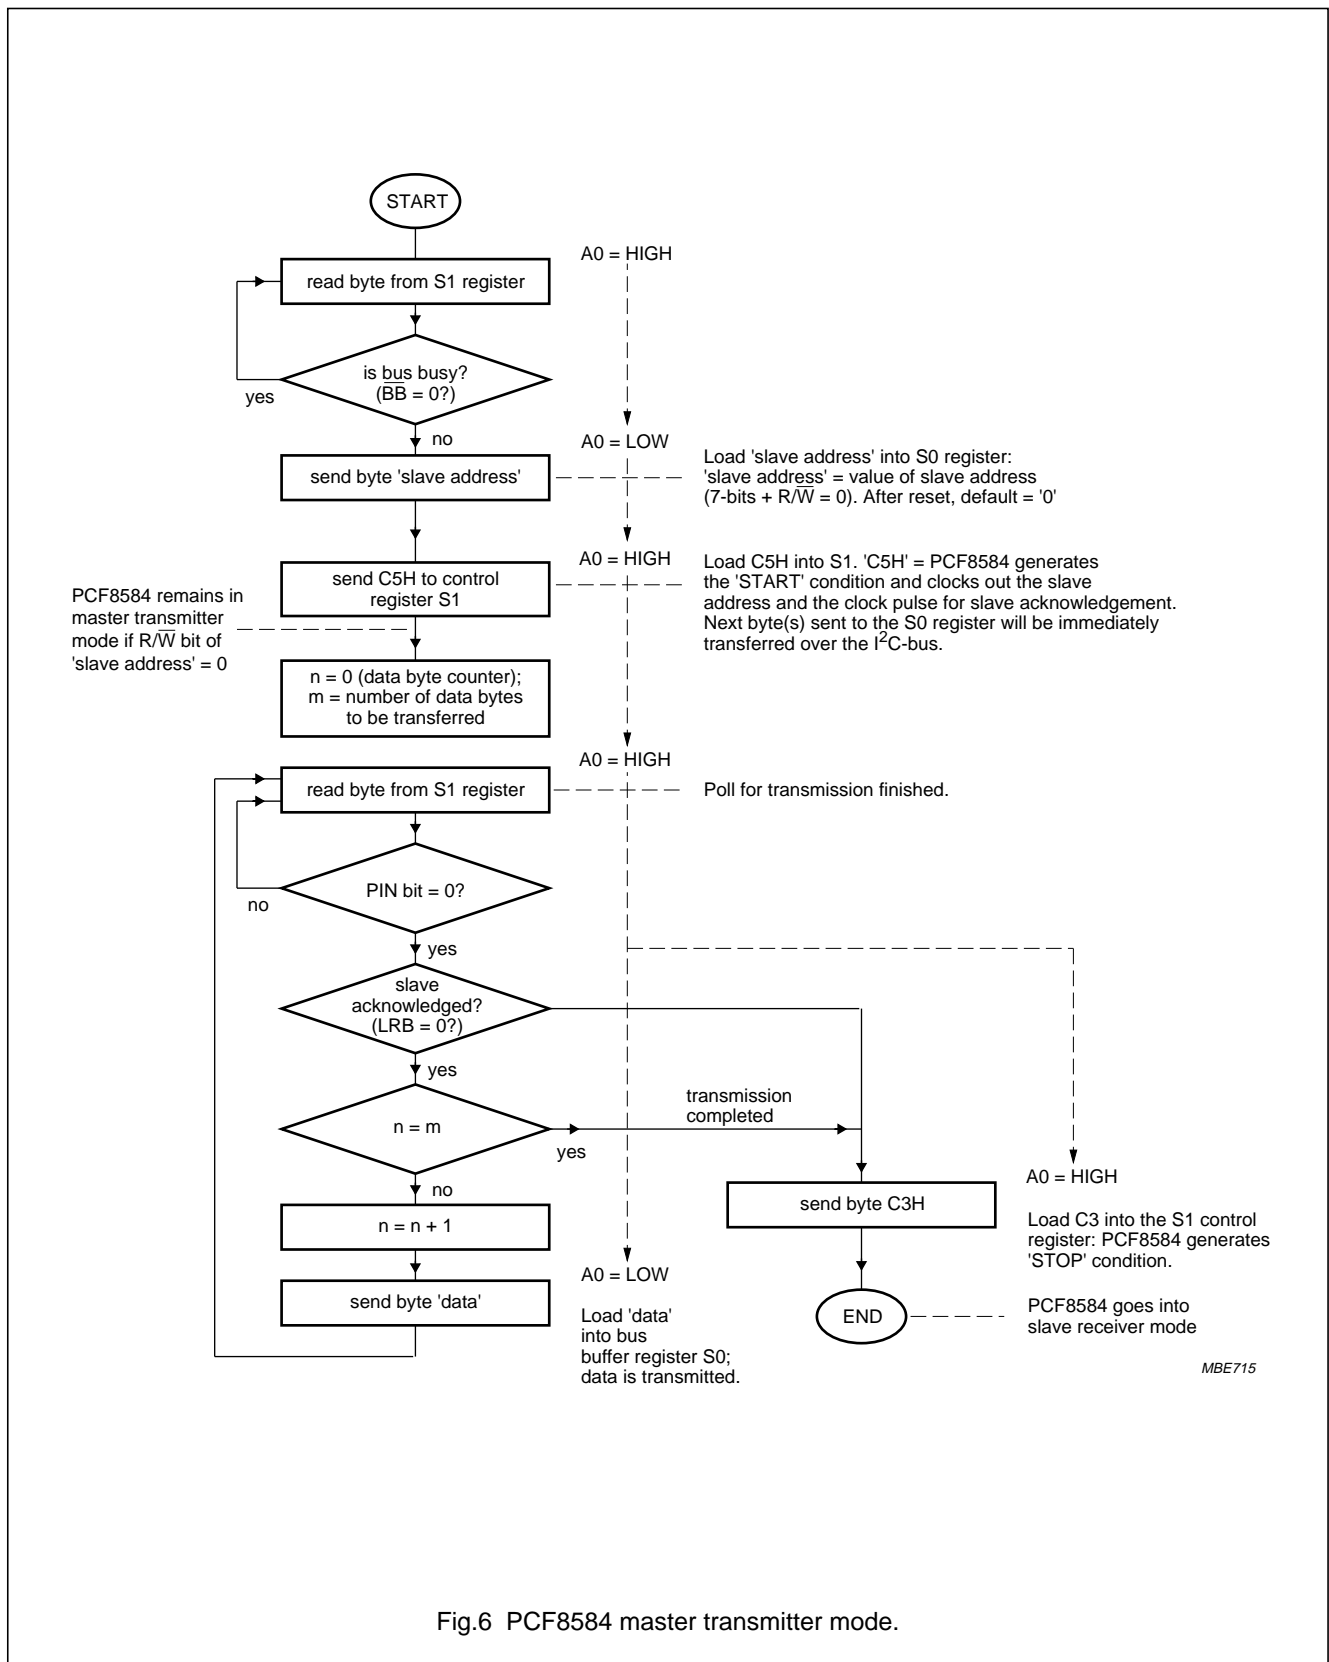 START
A0 = HIGH
read byte from S1 register
is bus busy?
(B̅B̅ = 0?)
yes
no
A0 = LOW
send byte 'slave address'
Load 'slave address' into S0 register:
'slave address' = value of slave address
(7-bits + R/W̅ = 0). After reset, default = '0'
A0 = HIGH
send C5H to control
register S1
Load C5H into S1. 'C5H' = PCF8584 generates
the 'START' condition and clocks out the slave
address and the clock pulse for slave acknowledgement.
Next byte(s) sent to the S0 register will be immediately
transferred over the I²C-bus.
PCF8584 remains in
master transmitter
mode if R/W̅ bit of
'slave address' = 0
n = 0 (data byte counter);
m = number of data bytes
to be transferred
A0 = HIGH
read byte from S1 register
Poll for transmission finished.
PIN bit = 0?
no
yes
slave
acknowledged?
(LRB = 0?)
yes
n = m
yes
transmission
completed
no
n = n + 1
send byte 'data'
A0 = LOW
Load 'data'
into bus
buffer register S0;
data is transmitted.
send byte C3H
A0 = HIGH
Load C3 into the S1 control
register: PCF8584 generates
'STOP' condition.
END
PCF8584 goes into
slave receiver mode
MBE715
Fig.6 PCF8584 master transmitter mode.